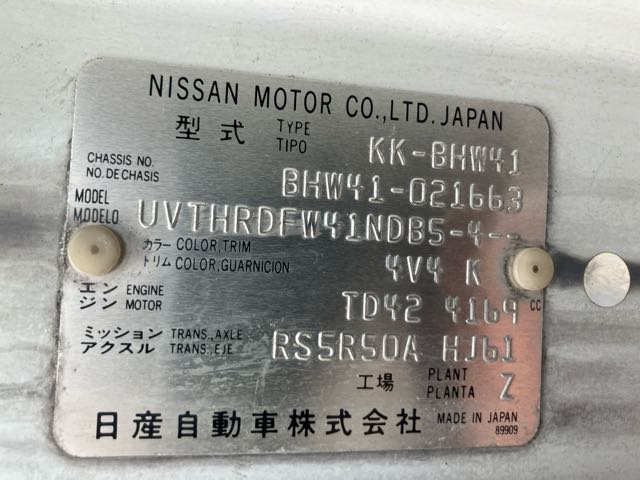 NISSAN MOTOR CO.,LTD.JAPAN
型式 TYPE TIPO KK-BHW41
CHASSIS NO. NO.DE CHASIS BHW41-021663
MODEL MODELO UVTHRDFW41NDB5-4--
カラー COLOR,TRIM
トリム COLOR,GUARNICION 4V4 K
エンジン ENGINE MOTOR TD42 4169 CC
ミッション TRANS.,AXLE
アクスル TRANS.,EJE RS5R50A HJ61
工場 PLANT PLANTA Z
日産自動車株式会社 MADE IN JAPAN
89909